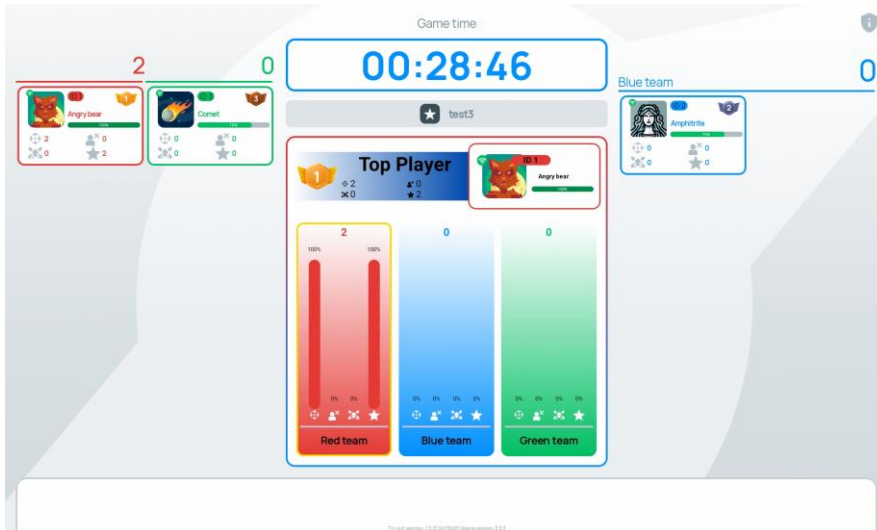 Game time
00:28:46
test3
2
0
ID 1
1
Angry bear
100%
2
0
0
2
ID 3
3
Comet
0
0
0
0
Blue team
0
ID 2
2
Amphitrite
0
0
0
0
1
Top Player
2
0
0
2
ID 1
Angry bear
100%
2
0
0
100%
100%
0% 0%
0% 0% 0% 0%
0% 0% 0% 0%
Red team
Blue team
Green team